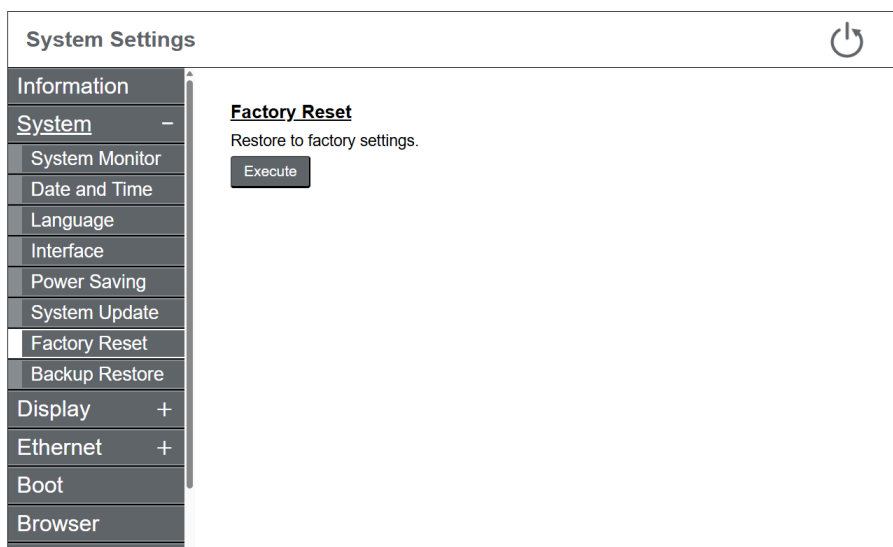 System Settings
Information
System −
System Monitor
Date and Time
Language
Interface
Power Saving
System Update
Factory Reset
Backup Restore
Display +
Ethernet +
Boot
Browser
Factory Reset
Restore to factory settings.
Execute